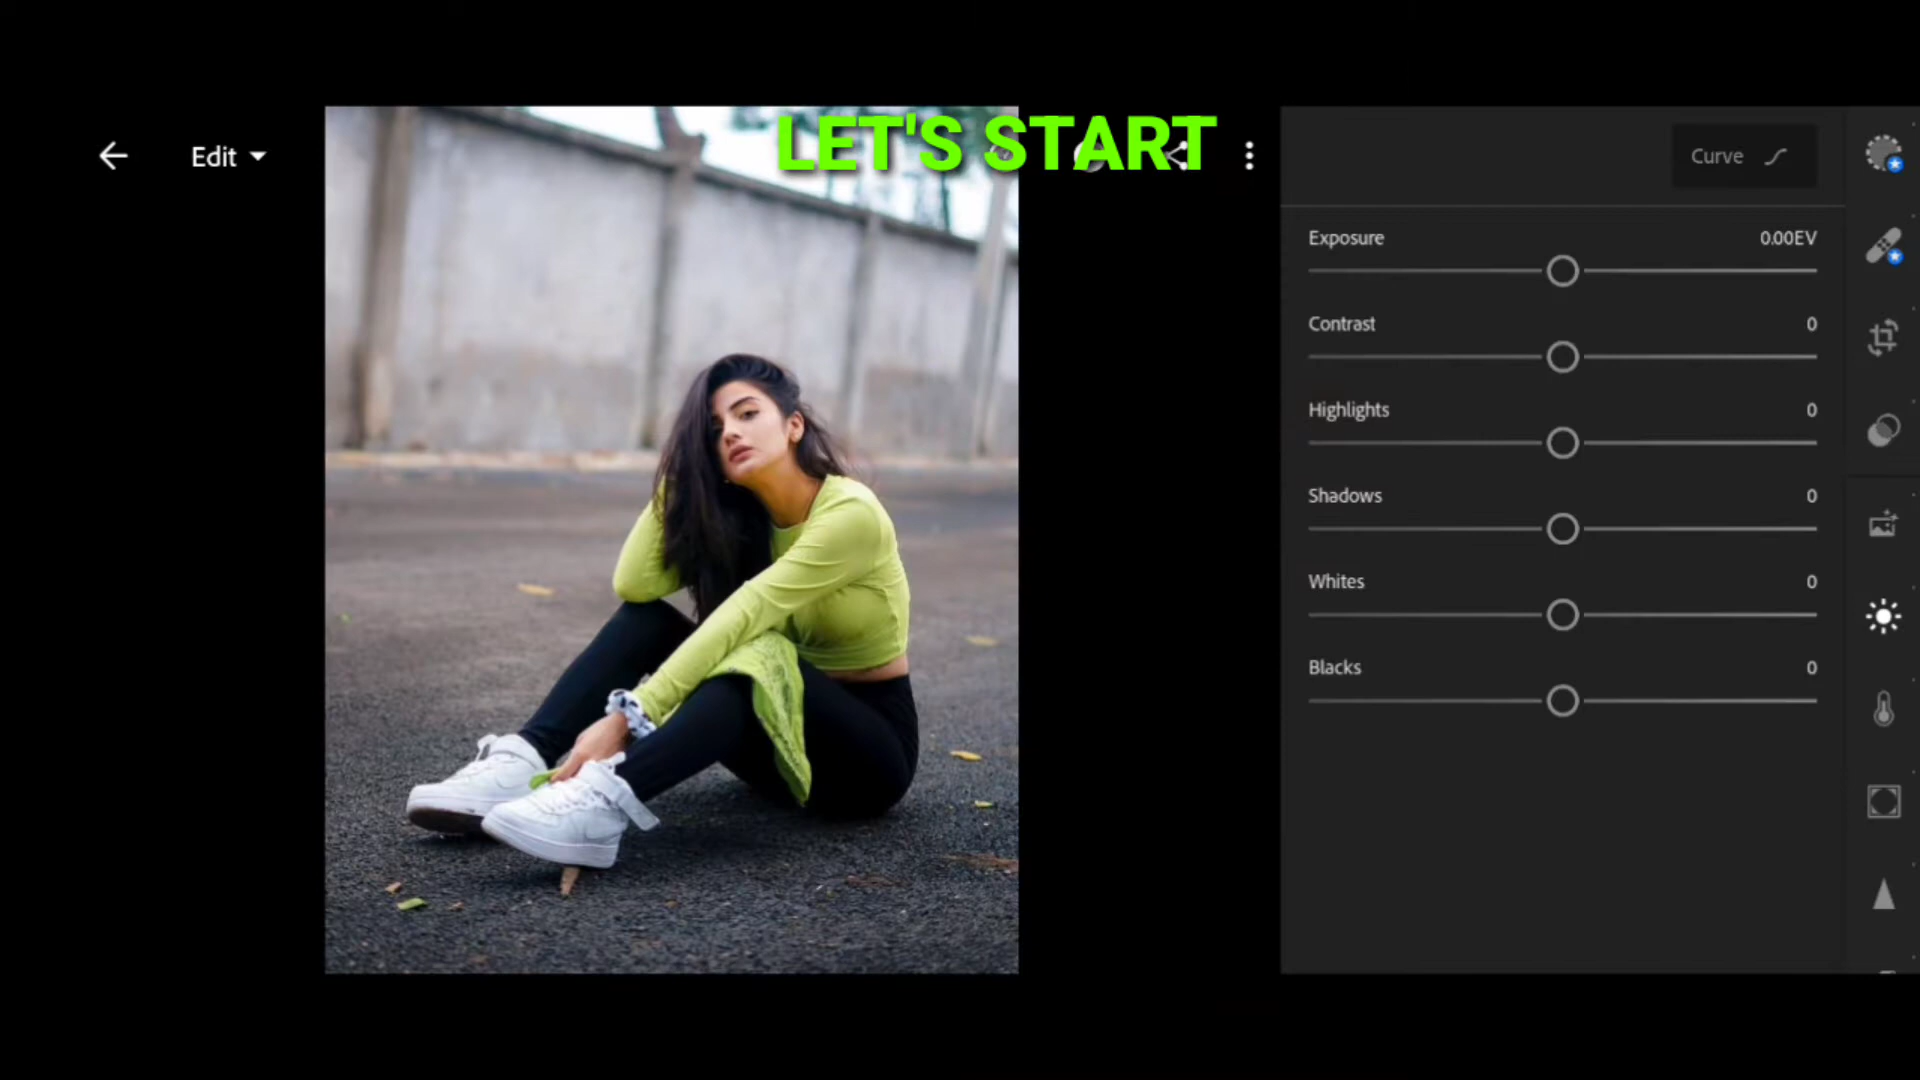 LET'S START
Edit
Curve
Exposure 0.00EV
Contrast 0
Highlights 0
Shadows 0
Whites 0
Blacks 0